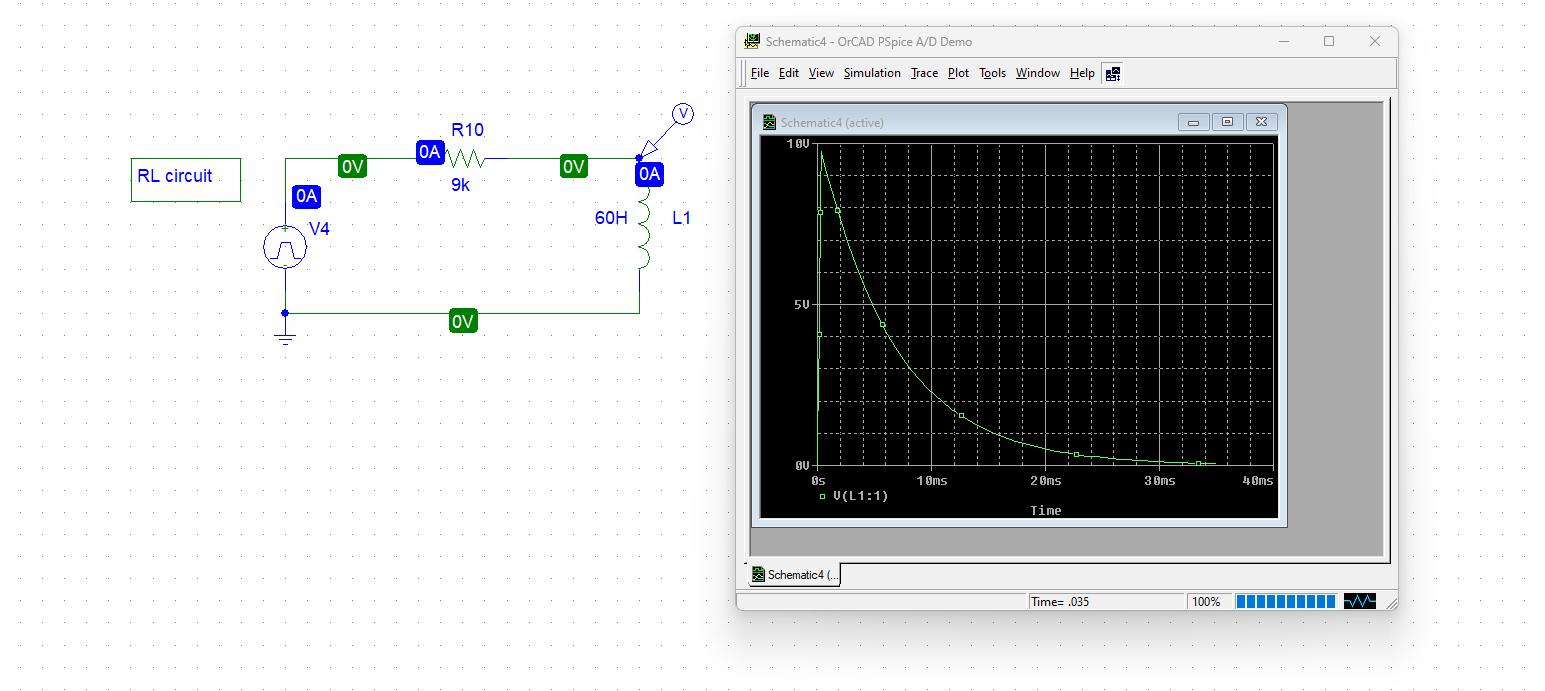 RL circuit
R10
9k
0A
0V
0V
0A
V
0A
V4
60H
L1
0V
Schematic4 - OrCAD PSpice A/D Demo
File Edit View Simulation Trace Plot Tools Window Help
Schematic4 (active)
10V
5V
0V
0s 10ms 20ms 30ms 40ms
V(L1:1)
Time
Schematic4 (...
Time= .035 100%